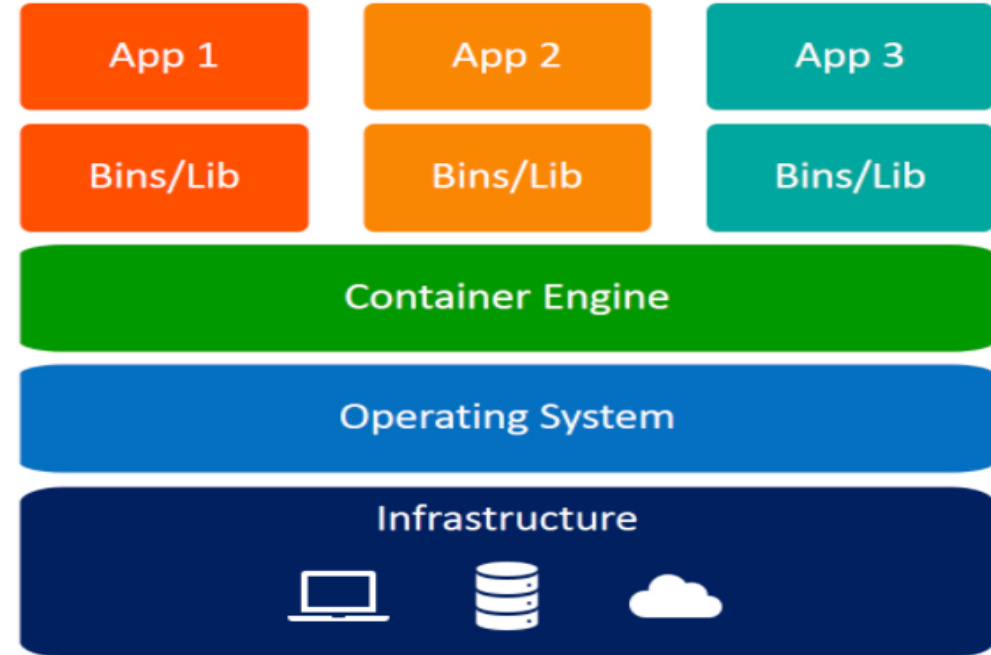 App 1
App 2
App 3
Bins/Lib
Bins/Lib
Bins/Lib
Container Engine
Operating System
Infrastructure